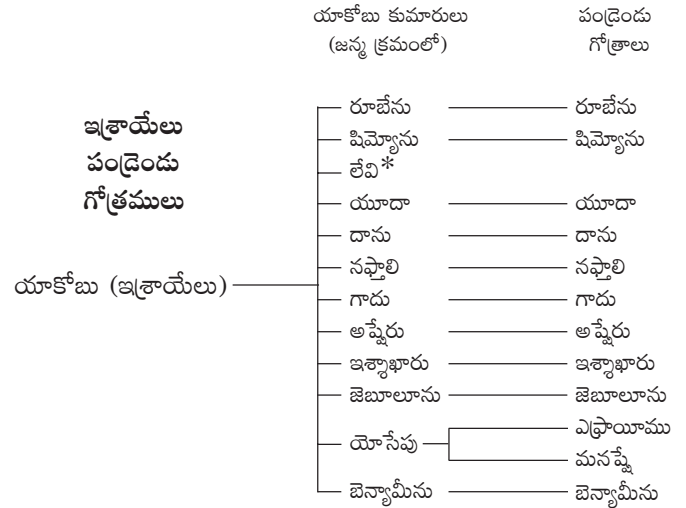 యాకోబు కుమారులు పండ్రెండు
(జన్మ క్రమంలో) గోత్రాలు
ఇశ్రాయేలు
పండ్రెండు
గోత్రములు
యాకోబు (ఇశ్రాయేలు)
రూబేను రూబేను
షిమ్యోను షిమ్యోను
లేవి*
యూదా యూదా
దాను దాను
నఫ్తాలి నఫ్తాలి
గాదు గాదు
అష్షేరు అష్షేరు
ఇశ్శాఖారు ఇశ్శాఖారు
జెబూలూను జెబూలూను
యోసేపు ఎఫ్రాయీము
మనష్షే
బెన్యామీను బెన్యామీను